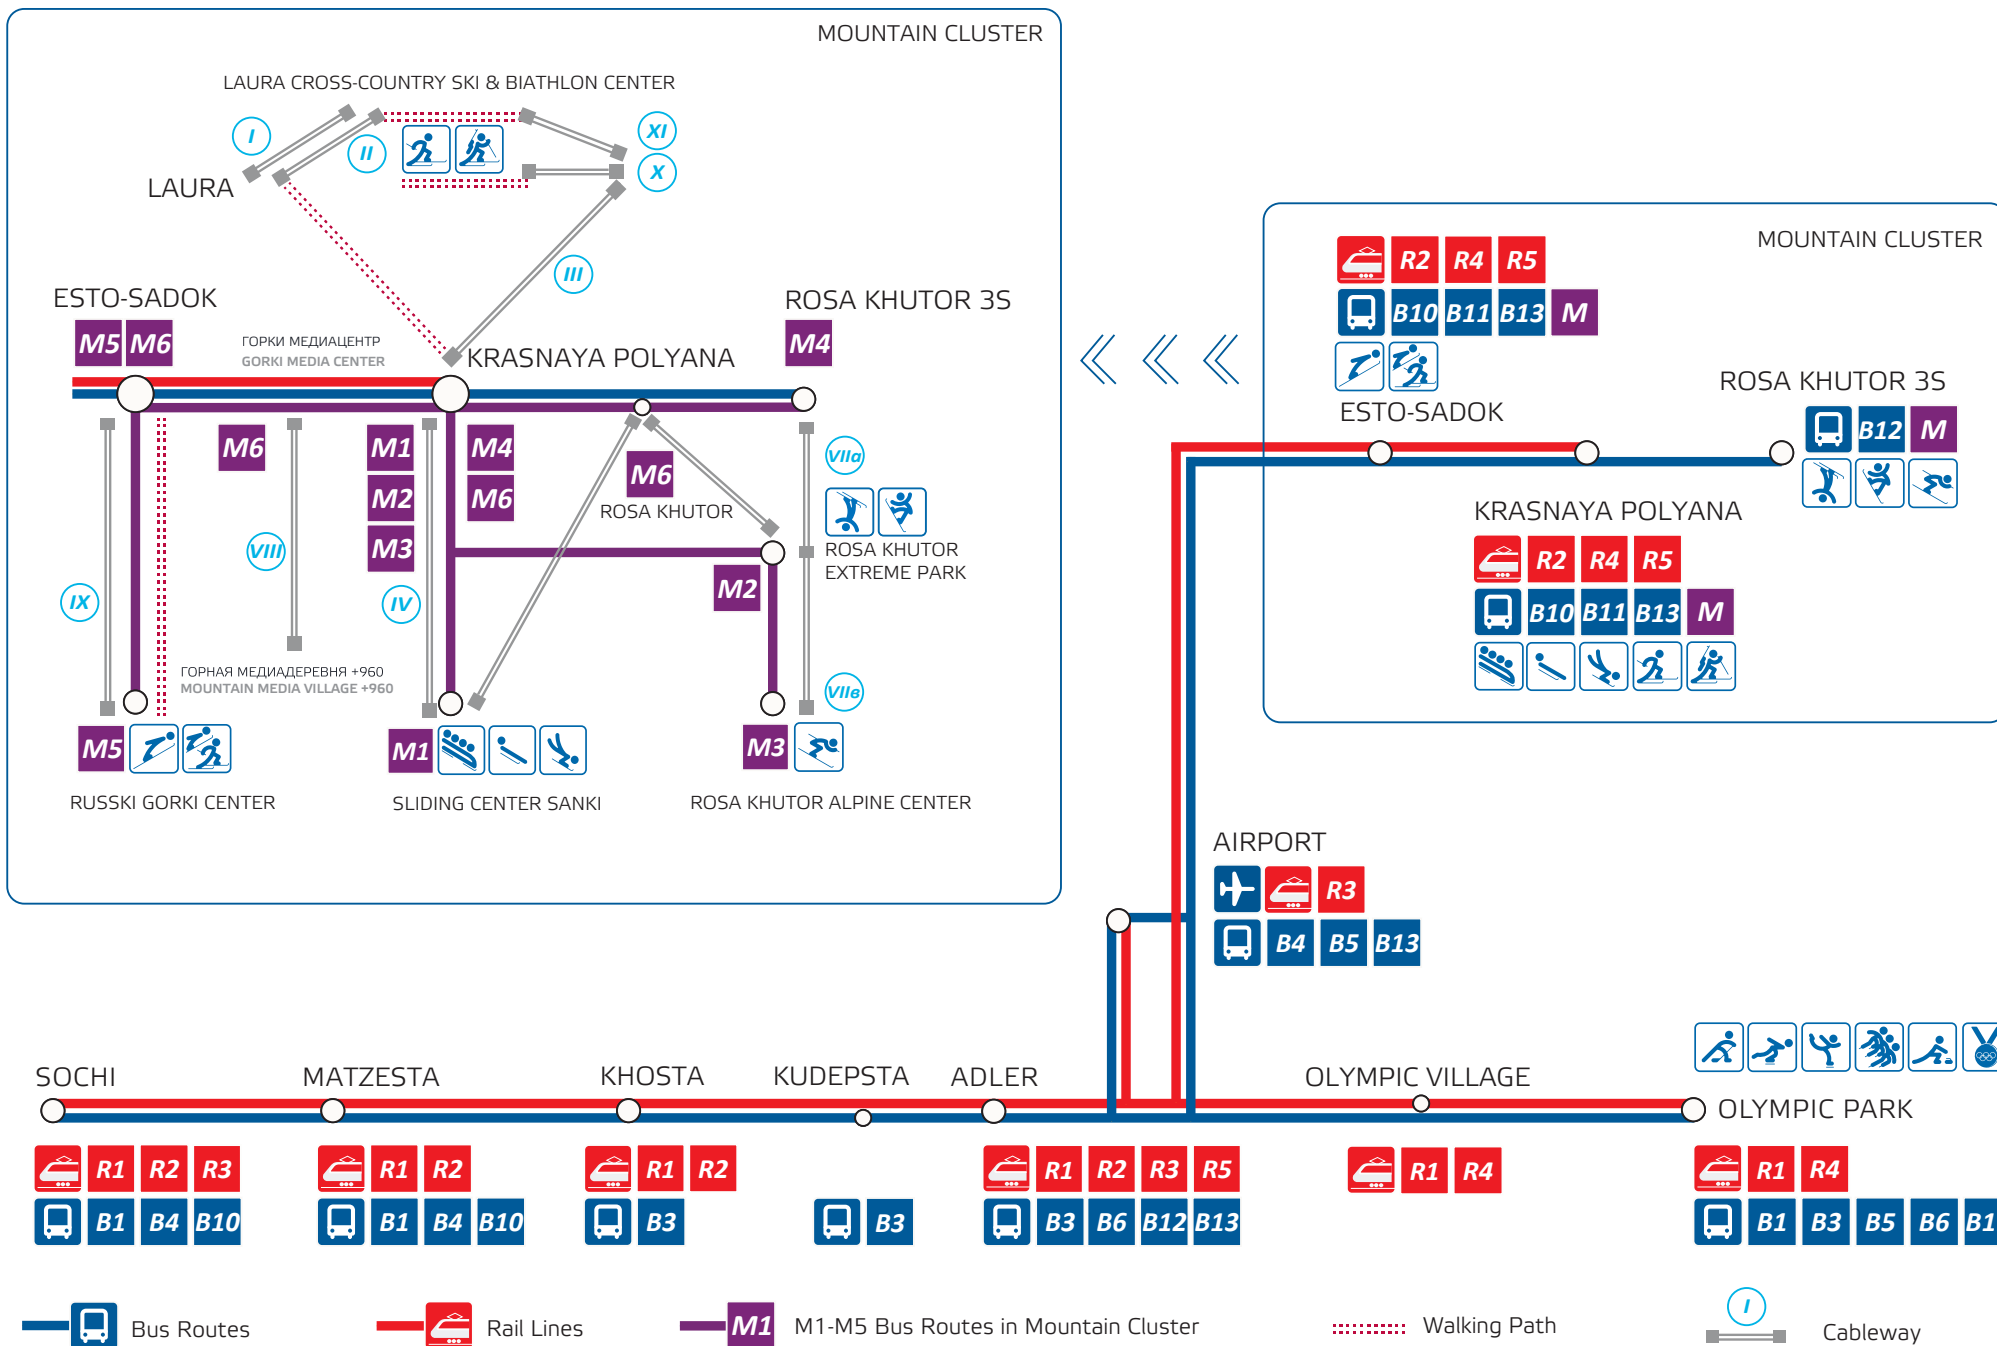 MOUNTAIN CLUSTER
LAURA CROSS-COUNTRY SKI & BIATHLON CENTER
I
II
XI
X
LAURA
III
ESTO-SADOK
ROSA KHUTOR 3S
M5 M6
ГОРКИ МЕДИАЦЕНТР
GORKI MEDIA CENTER
KRASNAYA POLYANA
M4
M6
M1
M4
M2
M6
M3
M6
ROSA KHUTOR
VIIa
ROSA KHUTOR
EXTREME PARK
VIII
IX
IV
M2
ГОРНАЯ МЕДИАДЕРЕВНЯ +960
MOUNTAIN MEDIA VILLAGE +960
VIIв
M5
M1
M3
RUSSKI GORKI CENTER
SLIDING CENTER SANKI
ROSA KHUTOR ALPINE CENTER
MOUNTAIN CLUSTER
R2 R4 R5
B10 B11 B13 M
ESTO-SADOK
ROSA KHUTOR 3S
B12 M
KRASNAYA POLYANA
R2 R4 R5
B10 B11 B13 M
AIRPORT
R3
B4 B5 B13
SOCHI
MATZESTA
KHOSTA
KUDEPSTA
ADLER
OLYMPIC VILLAGE
OLYMPIC PARK
R1 R2 R3
B1 B4 B10
R1 R2
B1 B4 B10
R1 R2
B3
B3
R1 R2 R3 R5
B3 B6 B12 B13
R1 R4
R1 R4
B1 B3 B5 B6
Bus Routes
Rail Lines
M1
M1-M5 Bus Routes in Mountain Cluster
Walking Path
I
Cableway